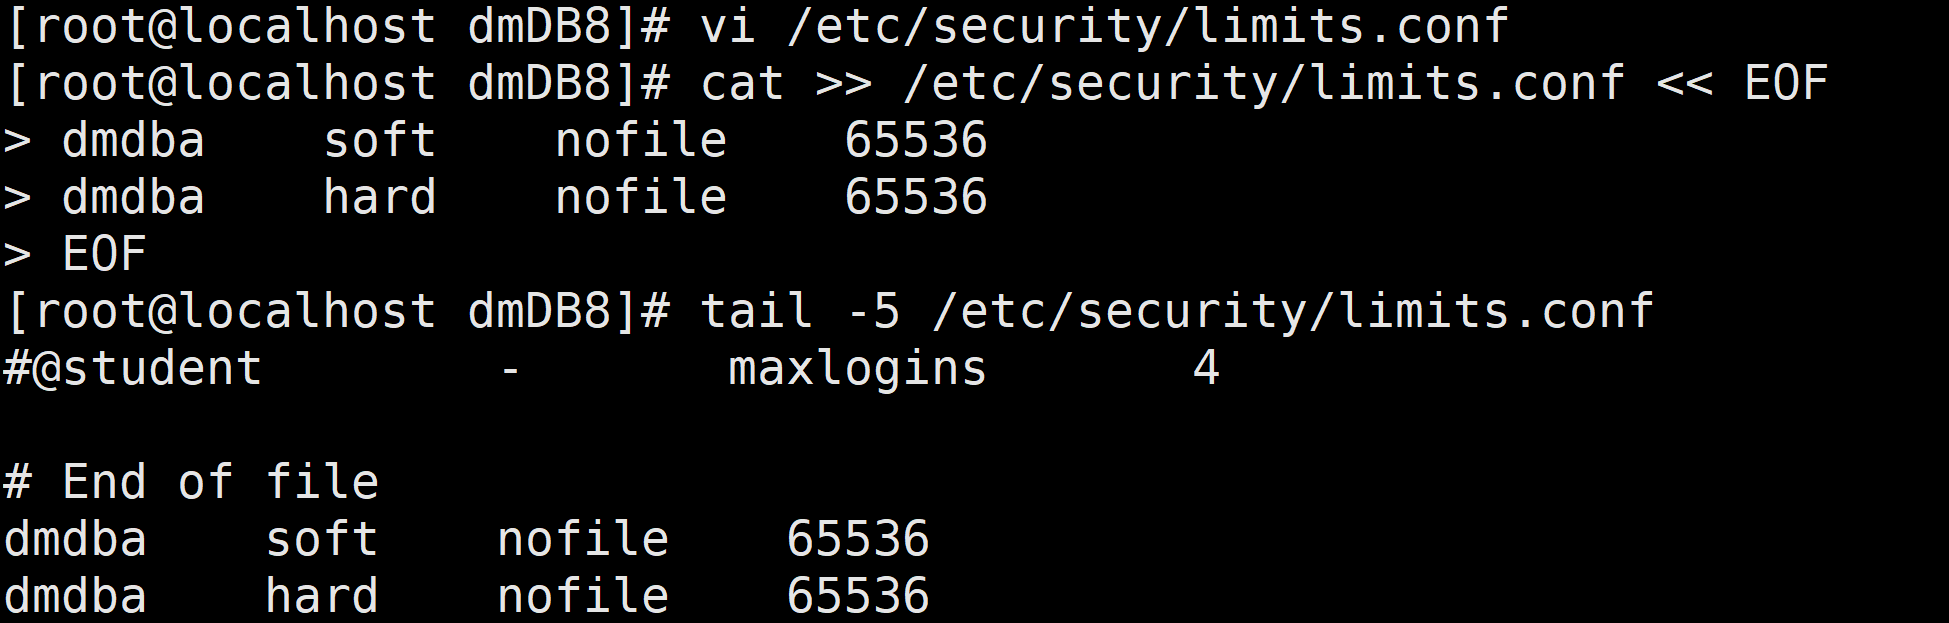 [root@localhost dmDB8]# vi /etc/security/limits.conf
[root@localhost dmDB8]# cat >> /etc/security/limits.conf << EOF
> dmdba    soft    nofile    65536
> dmdba    hard    nofile    65536
> EOF
[root@localhost dmDB8]# tail -5 /etc/security/limits.conf
#@student        -       maxlogins       4

# End of file
dmdba    soft    nofile    65536
dmdba    hard    nofile    65536